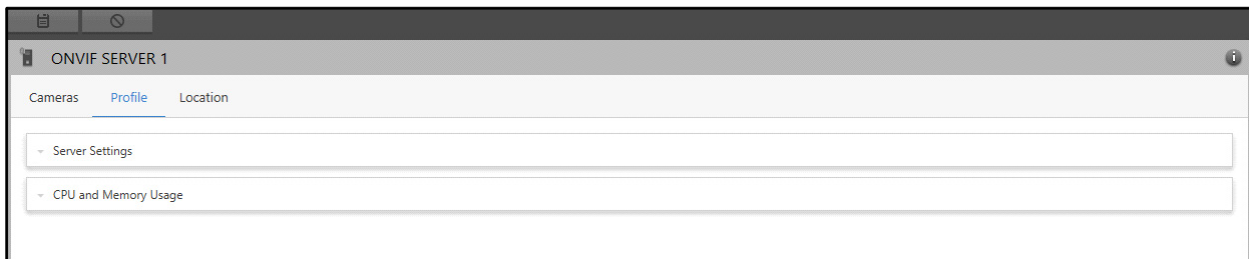 ONVIF SERVER 1
Cameras Profile Location
Server Settings
CPU and Memory Usage